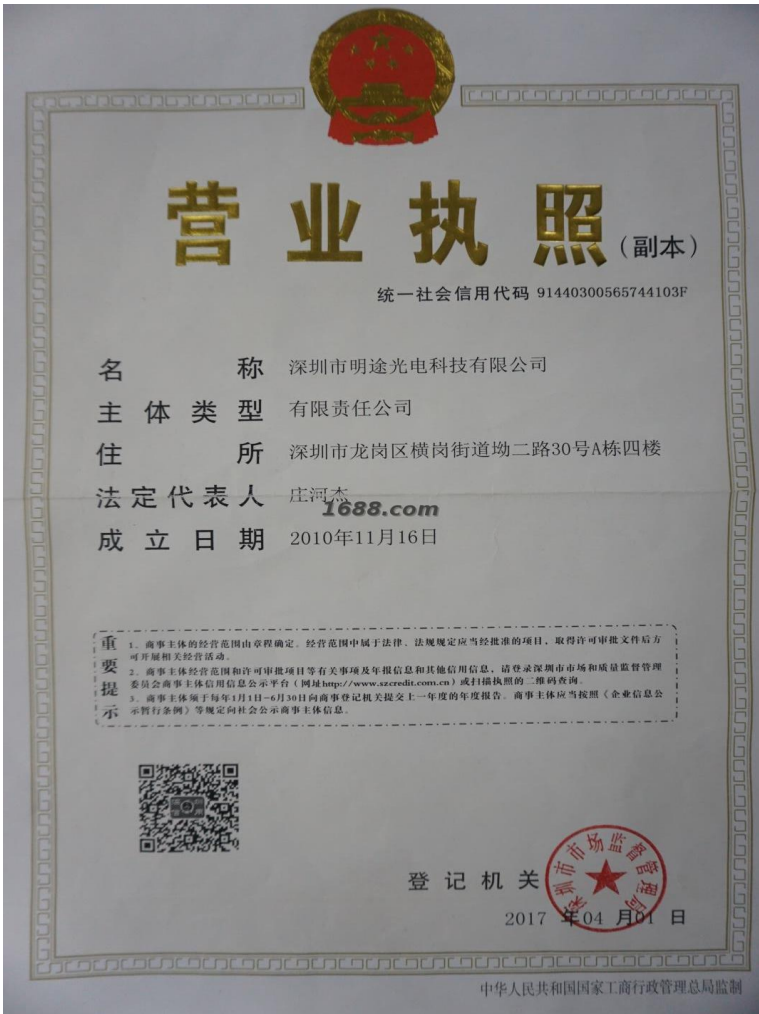 营业执照(副本)
统一社会信用代码 91440300565744103F
名称 深圳市明途光电科技有限公司
主体类型 有限责任公司
住所 深圳市龙岗区横岗街道坳二路30号A栋四楼
法定代表人 庄河杰
1688.com
成立日期 2010年11月16日
重要提示
1、商事主体的经营范围由章程确定。经营范围中属于法律、法规规定应当经批准的项目，取得许可审批文件后方
可开展相关经营活动。
2、商事主体经营范围和许可审批项目等有关事项及年报信息和其他信用信息，请登录深圳市市场和质量监督管理
委员会商事主体信用信息公示平台（网址http://www.szcredit.com.cn）或扫描执照的二维码查询。
3、商事主体须于每年1月1日-6月30日向商事登记机关提交上一年度的年度报告。商事主体应当按照《企业信息公
示暂行条例》等规定向社会公示商事主体信息。
登记机关
深圳市市场监督管理局
2017 年 04 月 01 日
中华人民共和国国家工商行政管理总局监制